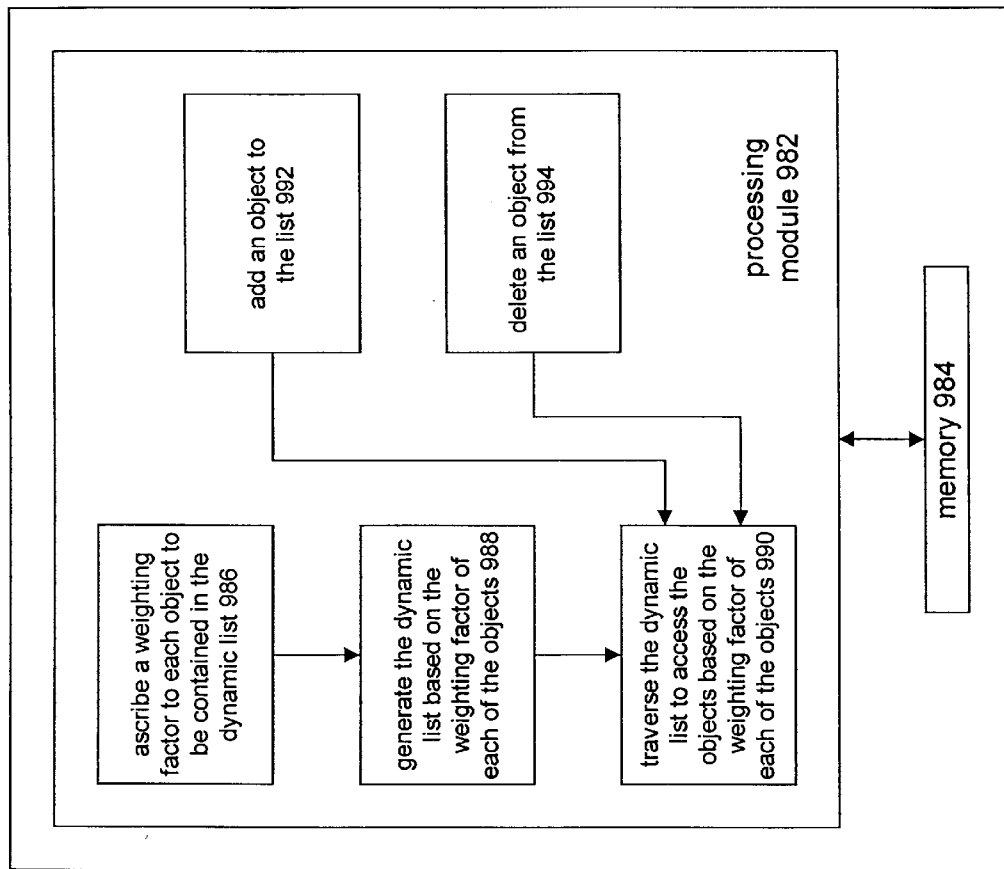 ascribe a weighting
factor to each object to
be contained in the
dynamic list 986
generate the dynamic
list based on the
weighting factor of
each of the objects 988
traverse the dynamic
list to access the
objects based on the
weighting factor of
each of the objects 990
add an object to
the list 992
delete an object from
the list 994
processing
module 982
memory 984